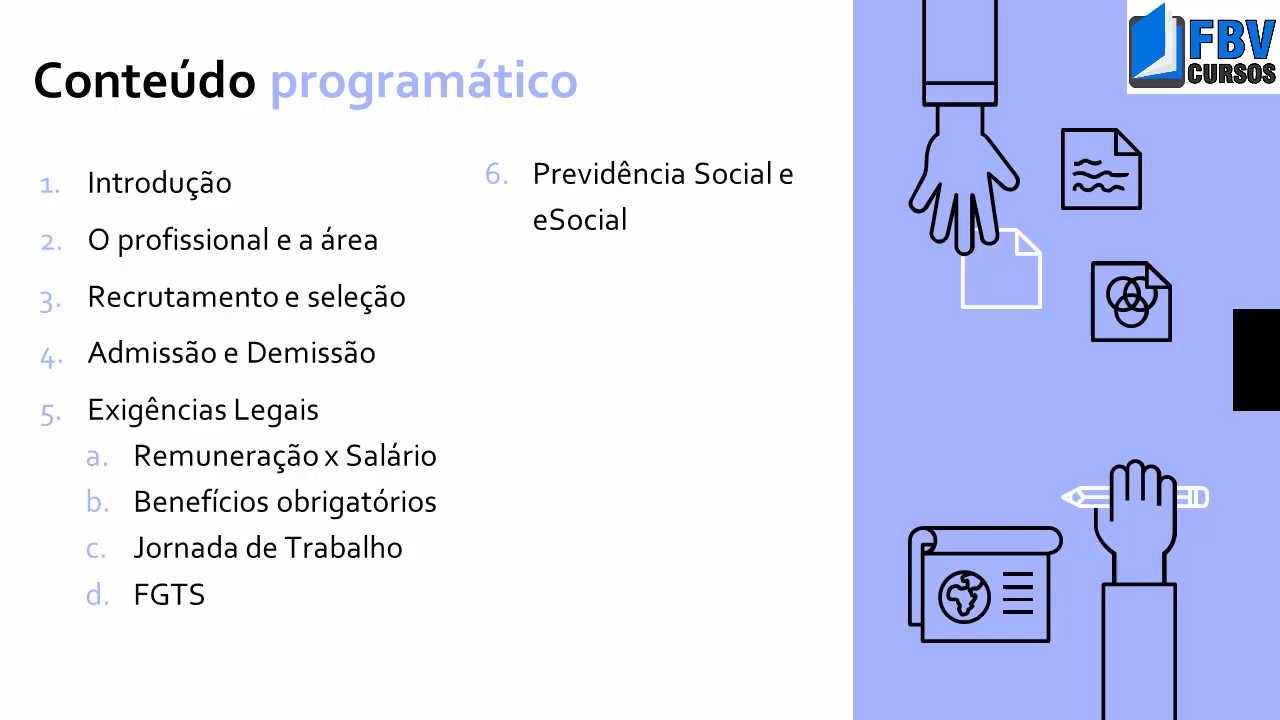 Conteúdo programático
1. Introdução
2. O profissional e a área
3. Recrutamento e seleção
4. Admissão e Demissão
5. Exigências Legais
a. Remuneração x Salário
b. Benefícios obrigatórios
c. Jornada de Trabalho
d. FGTS
6. Previdência Social e
eSocial
FBV
CURSOS